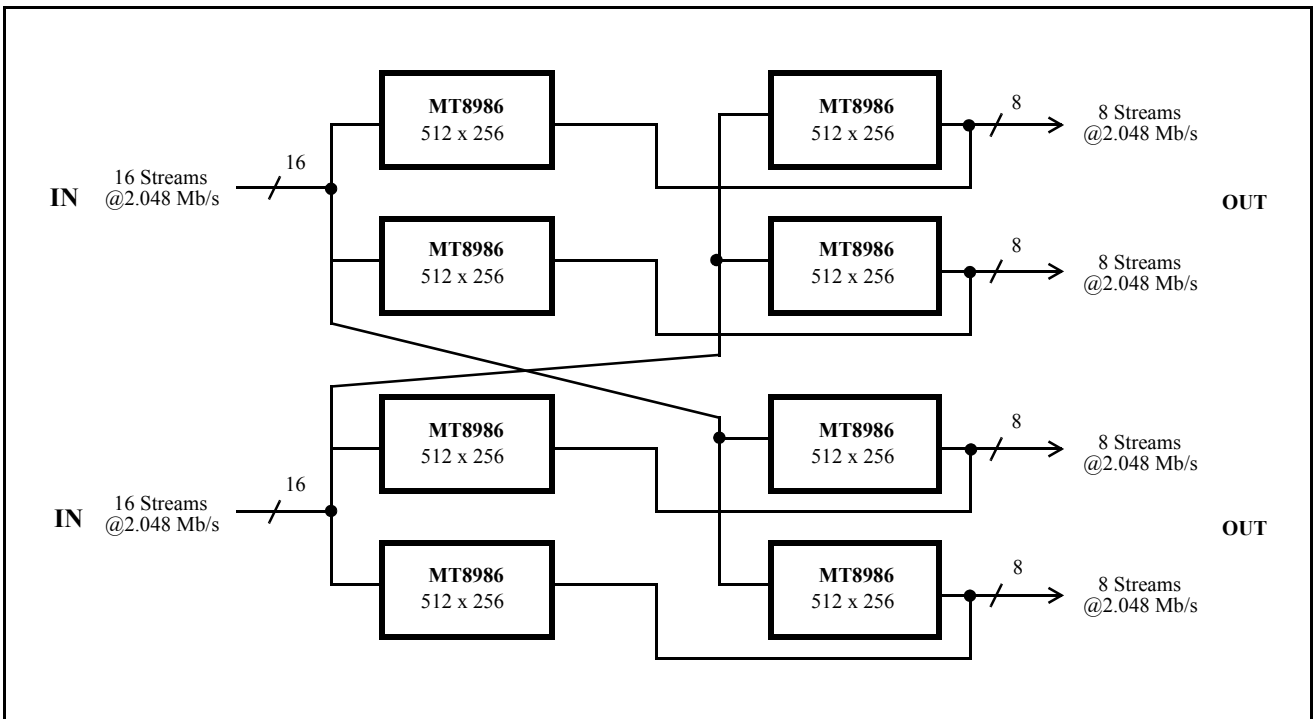 MT8986
512 x 256
MT8986
512 x 256
8
8 Streams
@2.048 Mb/s
IN
16 Streams
@2.048 Mb/s
16
OUT
MT8986
512 x 256
MT8986
512 x 256
8
8 Streams
@2.048 Mb/s
MT8986
512 x 256
MT8986
512 x 256
8
8 Streams
@2.048 Mb/s
IN
16 Streams
@2.048 Mb/s
16
OUT
MT8986
512 x 256
MT8986
512 x 256
8
8 Streams
@2.048 Mb/s